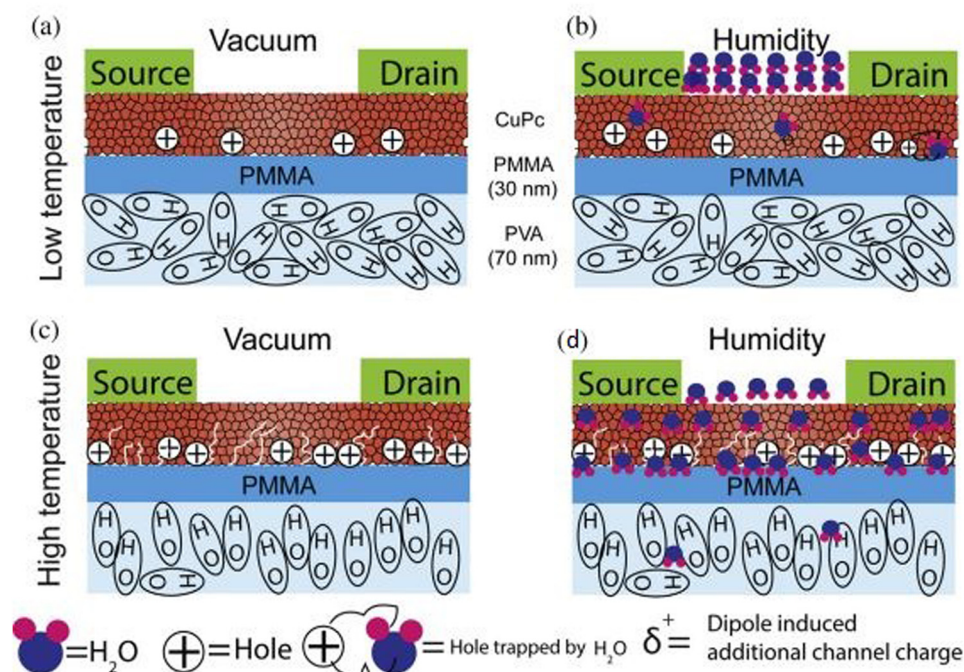 (a)
Vacuum
(b)
Humidity
Low temperature
Source
Drain
Source
Drain
CuPc
PMMA
PMMA
(30 nm)
PMMA
PVA
(70 nm)
O H
O H
O H
O H
O H
O H
O H
O H
O H
O H
O H
O H
(c)
Vacuum
(d)
Humidity
High temperature
Source
Drain
Source
Drain
PMMA
PMMA
H O
H O
H O
H O
H O
H O
H O
H O
H O
H O
O H
=H2O
+
=Hole
+
=Hole trapped by H2O
δ+=
Dipole induced
additional channel charge